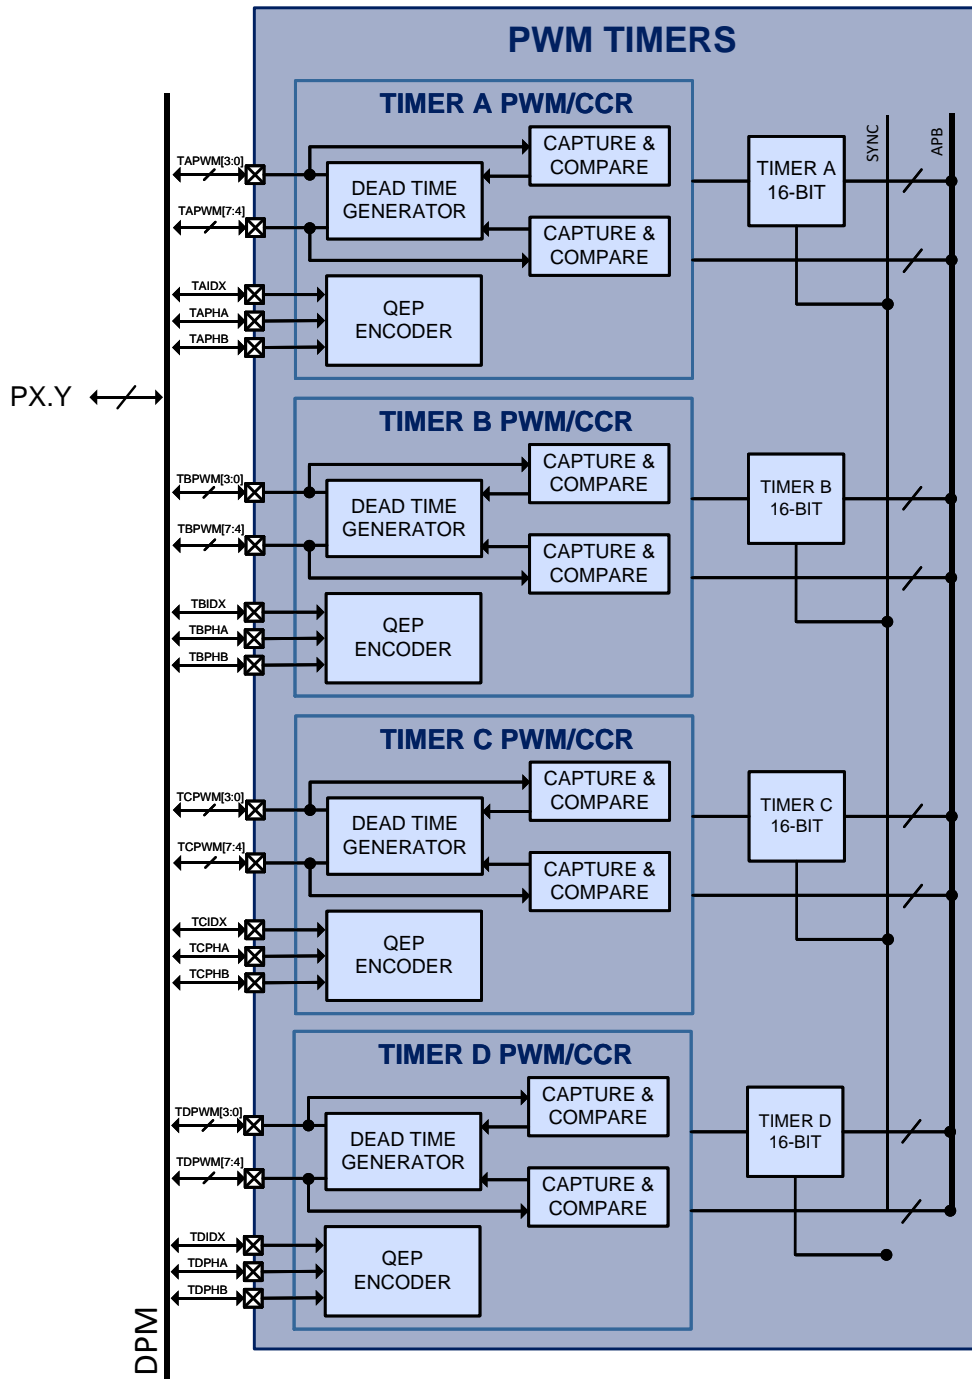 PWM TIMERS
TIMER A PWM/CCR
SYNC
APB
TAPWM[3:0]
CAPTURE &
COMPARE
DEAD TIME
GENERATOR
TIMER A
16-BIT
TAPWM[7:4]
CAPTURE &
COMPARE
TAIDX
TAPHA
TAPHB
QEP
ENCODER
PX.Y
TIMER B PWM/CCR
TBPWM[3:0]
CAPTURE &
COMPARE
DEAD TIME
GENERATOR
TIMER B
16-BIT
TBPWM[7:4]
CAPTURE &
COMPARE
TBIDX
TBPHA
TBPHB
QEP
ENCODER
TIMER C PWM/CCR
TCPWM[3:0]
CAPTURE &
COMPARE
DEAD TIME
GENERATOR
TIMER C
16-BIT
TCPWM[7:4]
CAPTURE &
COMPARE
TCIDX
TCPHA
TCPHB
QEP
ENCODER
TIMER D PWM/CCR
TDPWM[3:0]
CAPTURE &
COMPARE
DEAD TIME
GENERATOR
TIMER D
16-BIT
TDPWM[7:4]
CAPTURE &
COMPARE
TDIDX
TDPHA
TDPHB
QEP
ENCODER
DPM